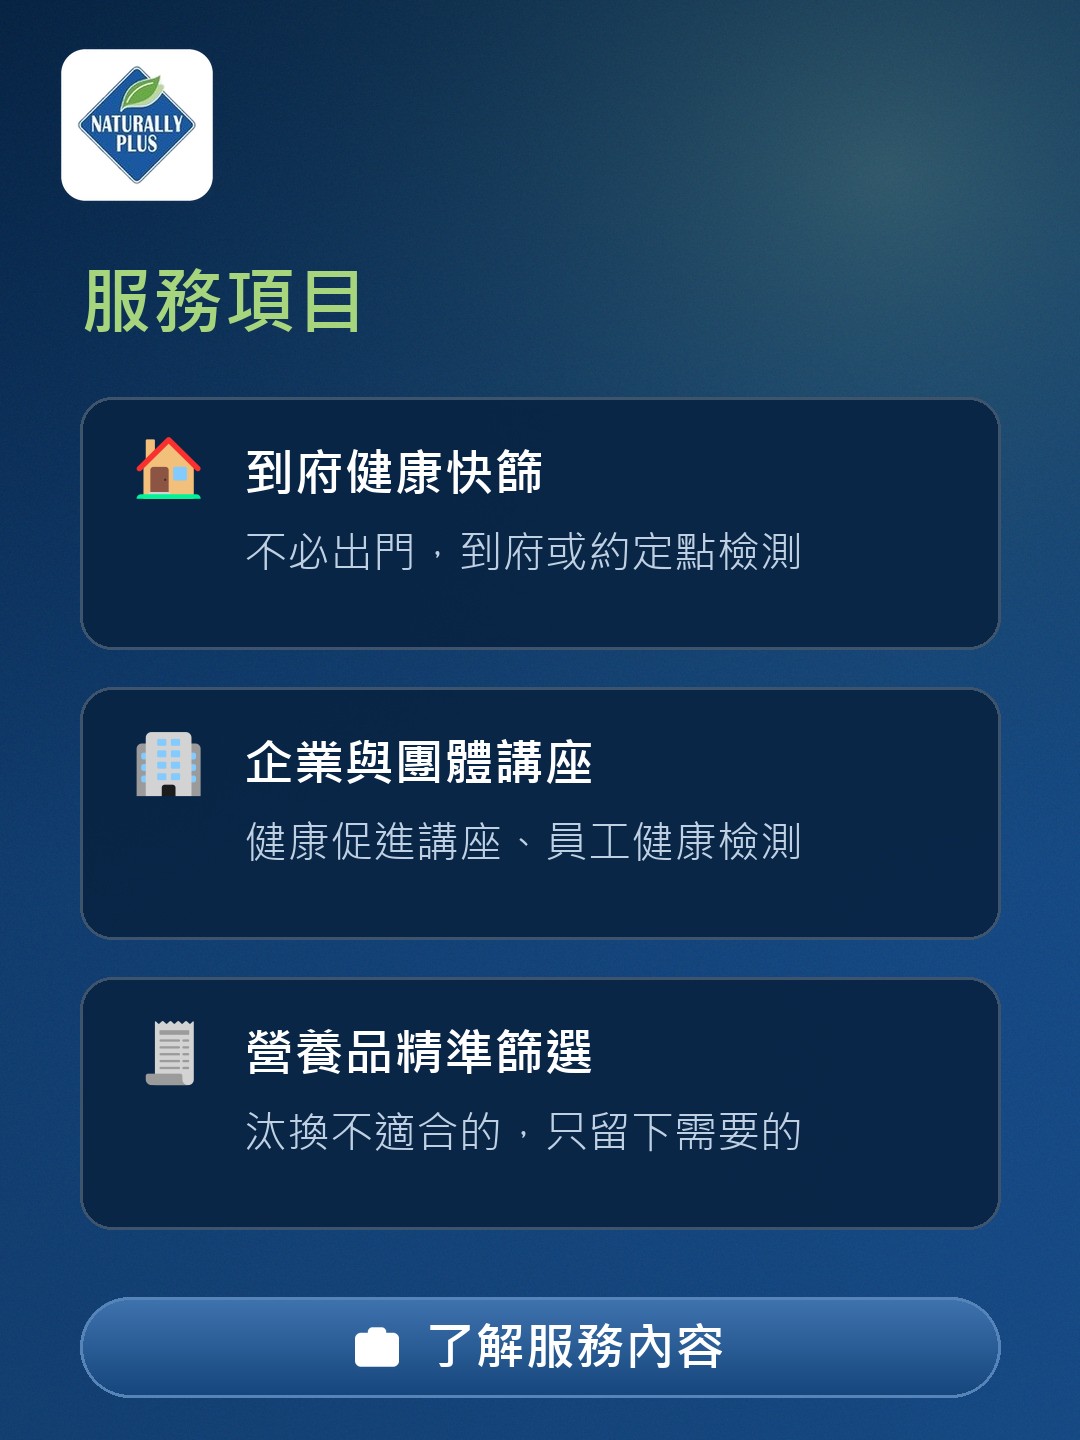 NATURALLY
PLUS
服務項目
到府健康快篩
不必出門，到府或約定點檢測
企業與團體講座
健康促進講座、員工健康檢測
營養品精準篩選
汰換不適合的，只留下需要的
了解服務內容